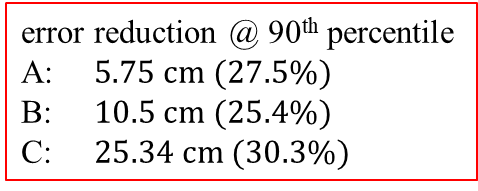 error reduction @ 90th percentile
A: 5.75 cm (27.5%)
B: 10.5 cm (25.4%)
C: 25.34 cm (30.3%)